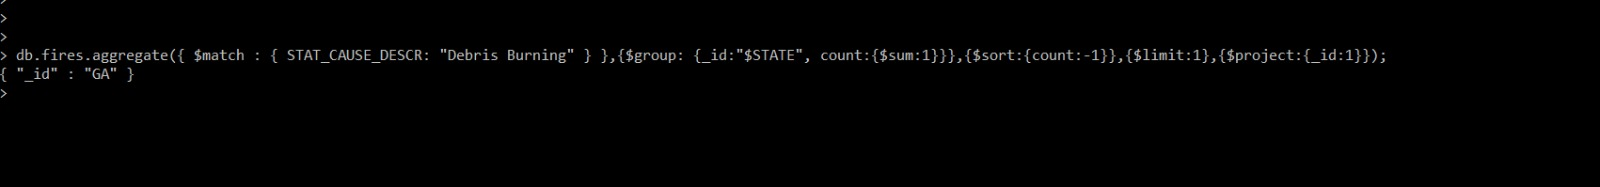 >
>
>
> db.fires.aggregate({ $match : { STAT_CAUSE_DESCR: "Debris Burning" } },{$group: {_id:"$STATE", count:{$sum:1}}},{$sort:{count:-1}},{$limit:1},{$project:{_id:1}});
{ "_id" : "GA" }
>